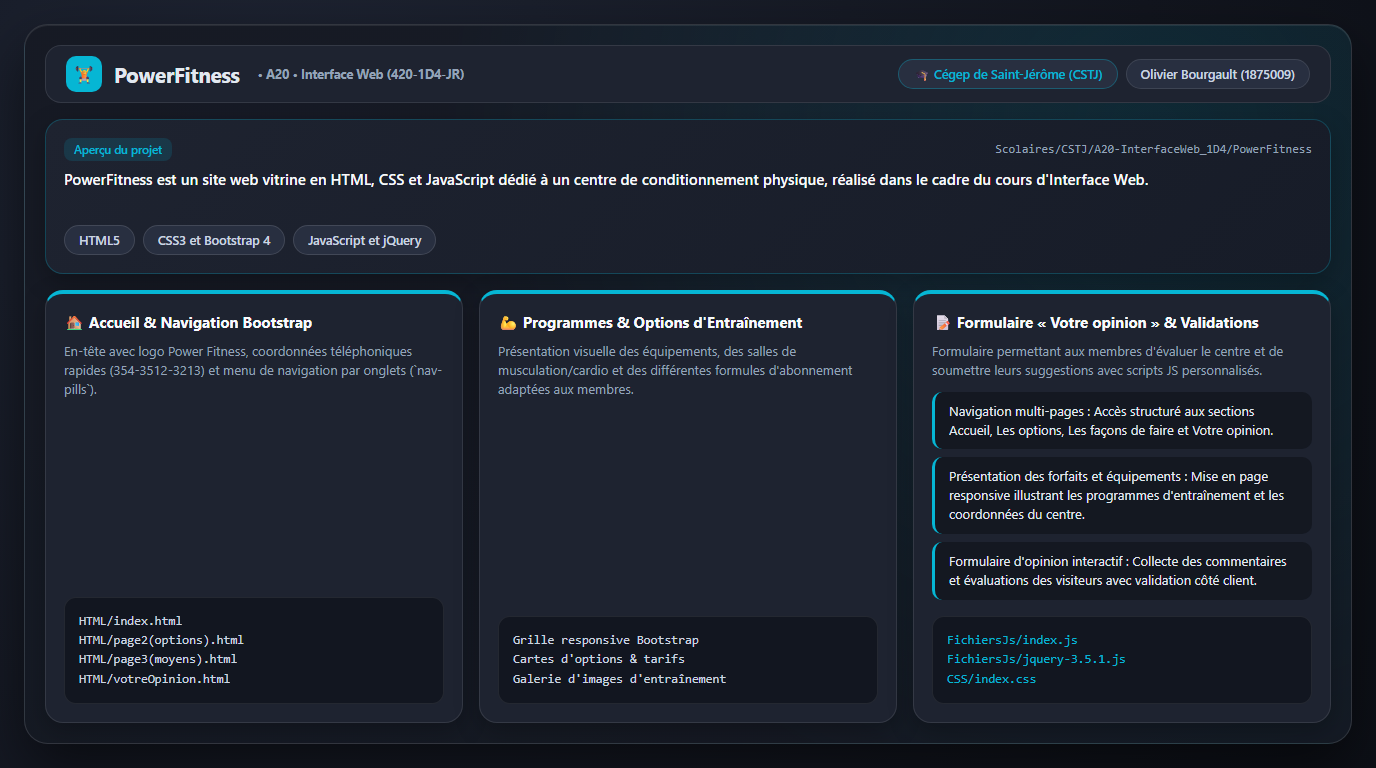 PowerFitness • A20 • Interface Web (420-1D4-JR)
Cégep de Saint-Jérôme (CSTJ)
Olivier Bourgault (1875009)
Aperçu du projet
Scolaires/CSTJ/A20-InterfaceWeb_1D4/PowerFitness
PowerFitness est un site web vitrine en HTML, CSS et JavaScript dédié à un centre de conditionnement physique, réalisé dans le cadre du cours d'Interface Web.
HTML5
CSS3 et Bootstrap 4
JavaScript et jQuery
🏠 Accueil & Navigation Bootstrap
En-tête avec logo Power Fitness, coordonnées téléphoniques
rapides (354-3512-3213) et menu de navigation par onglets (`nav-
pills`).
HTML/index.html
HTML/page2(options).html
HTML/page3(moyens).html
HTML/votreOpinion.html
💪 Programmes & Options d'Entraînement
Présentation visuelle des équipements, des salles de
musculation/cardio et des différentes formules d'abonnement
adaptées aux membres.
Grille responsive Bootstrap
Cartes d'options & tarifs
Galerie d'images d'entraînement
📝 Formulaire « Votre opinion » & Validations
Formulaire permettant aux membres d'évaluer le centre et de
soumettre leurs suggestions avec scripts JS personnalisés.
Navigation multi-pages : Accès structuré aux sections
Accueil, Les options, Les façons de faire et Votre opinion.
Présentation des forfaits et équipements : Mise en page
responsive illustrant les programmes d'entraînement et les
coordonnées du centre.
Formulaire d'opinion interactif : Collecte des commentaires
et évaluations des visiteurs avec validation côté client.
FichiersJs/index.js
FichiersJs/jquery-3.5.1.js
CSS/index.css